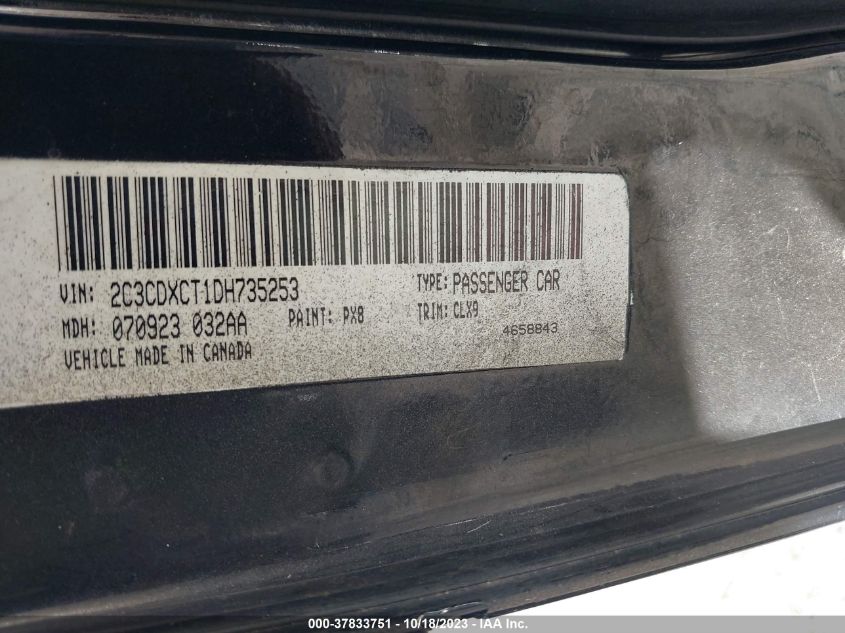 VIN: 2C3CDXCT1DH735253 TYPE: PASSENGER CAR
MDH: 070923 032AA PAINT: PX8 TRIM: CLX9
VEHICLE MADE IN CANADA 4658843
000-37833751 - 10/18/2023 - IAA Inc.